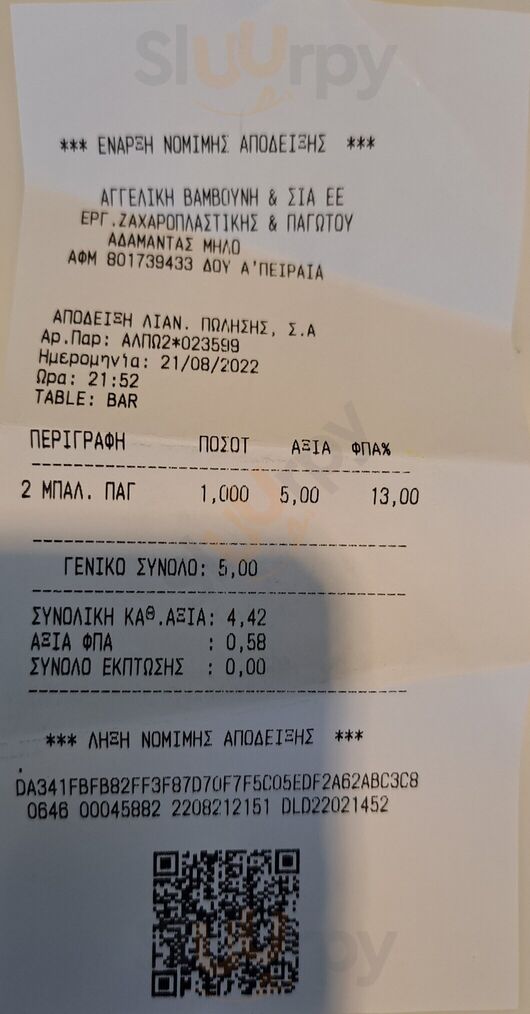 Sluurpy
*** ΕΝΑΡΞΗ ΝΟΜΙΜΗΣ ΑΠΟΔΕΙΞΗΣ ***
ΑΓΓΕΛΙΚΗ ΒΑΜΒΟΥΝΗ & ΣΙΑ ΕΕ
ΕΡΓ.ΖΑΧΑΡΟΠΛΑΣΤΙΚΗΣ & ΠΑΓΩΤΟΥ
ΑΔΑΜΑΝΤΑΣ ΜΗΛΟ
ΑΦΜ 801739433 ΔΟΥ Α'ΠΕΙΡΑΙΑ
ΑΠΟΔΕΙΞΗ ΛΙΑΝ. ΠΩΛΗΣΗΣ, Σ.Α
Αρ.Παρ: ΑΛΠΩ2*023599
Ημερομηνία: 21/08/2022
Ωρα: 21:52
TABLE: BAR
ΠΕΡΙΓΡΑΦΗ ΠΟΣΟΤ ΑΞΙΑ ΦΠΑ%
2 ΜΠΑΛ. ΠΑΓ 1,000 5,00 13,00
ΓΕΝΙΚΟ ΣΥΝΟΛΟ: 5,00
ΣΥΝΟΛΙΚΗ ΚΑΘ.ΑΞΙΑ: 4,42
ΑΞΙΑ ΦΠΑ : 0,58
ΣΥΝΟΛΟ ΕΚΠΤΩΣΗΣ : 0,00
*** ΛΗΞΗ ΝΟΜΙΜΗΣ ΑΠΟΔΕΙΞΗΣ ***
DA341FBFB82FF3F87D70F7F5C05EDF2A62ABC3C8
0646 00045882 2208212151 DLD22021452